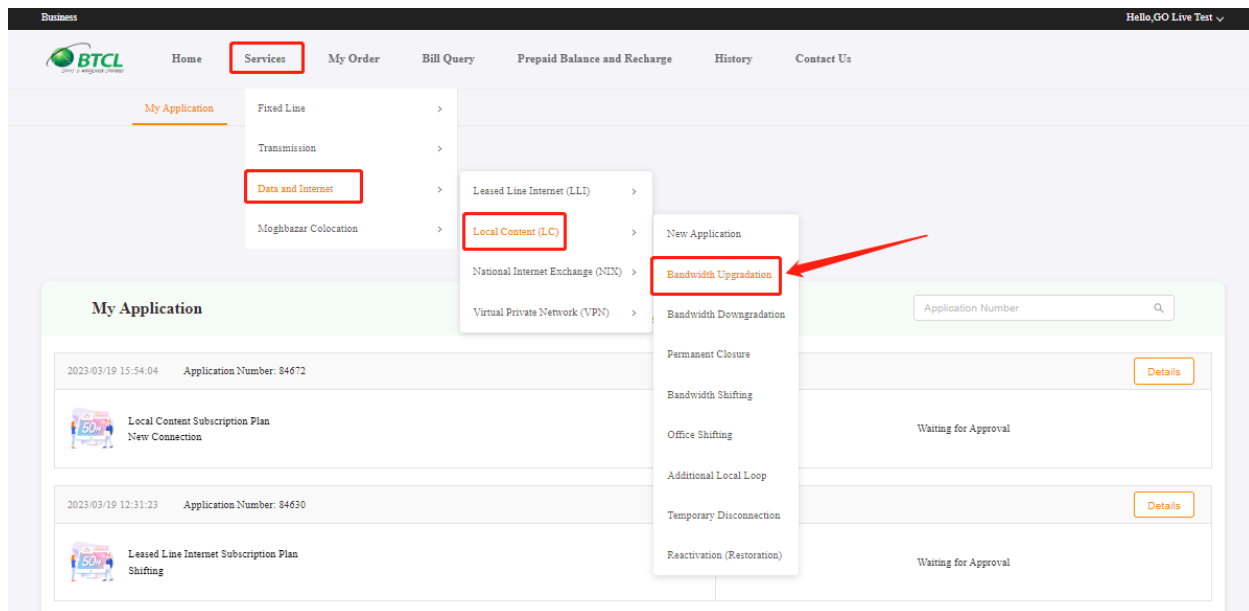 Business
Hello,GO Live Test
BTCL
Home
Services
My Order
Bill Query
Prepaid Balance and Recharge
History
Contact Us
My Application
Fixed Line
Transmission
Data and Internet
Moghbazar Colocation
Leased Line Internet (LLI)
Local Content (LC)
National Internet Exchange (NIX)
Virtual Private Network (VPN)
New Application
Bandwidth Upgradation
Bandwidth Downgradation
Permanent Closure
Bandwidth Shifting
Office Shifting
Additional Local Loop
Temporary Disconnection
Reactivation (Restoration)
My Application
Application Number
2023/03/19 15:54:04 Application Number: 84672
Details
Local Content Subscription Plan
New Connection
Waiting for Approval
2023/03/19 12:31:23 Application Number: 84630
Details
Leased Line Internet Subscription Plan
Shifting
Waiting for Approval